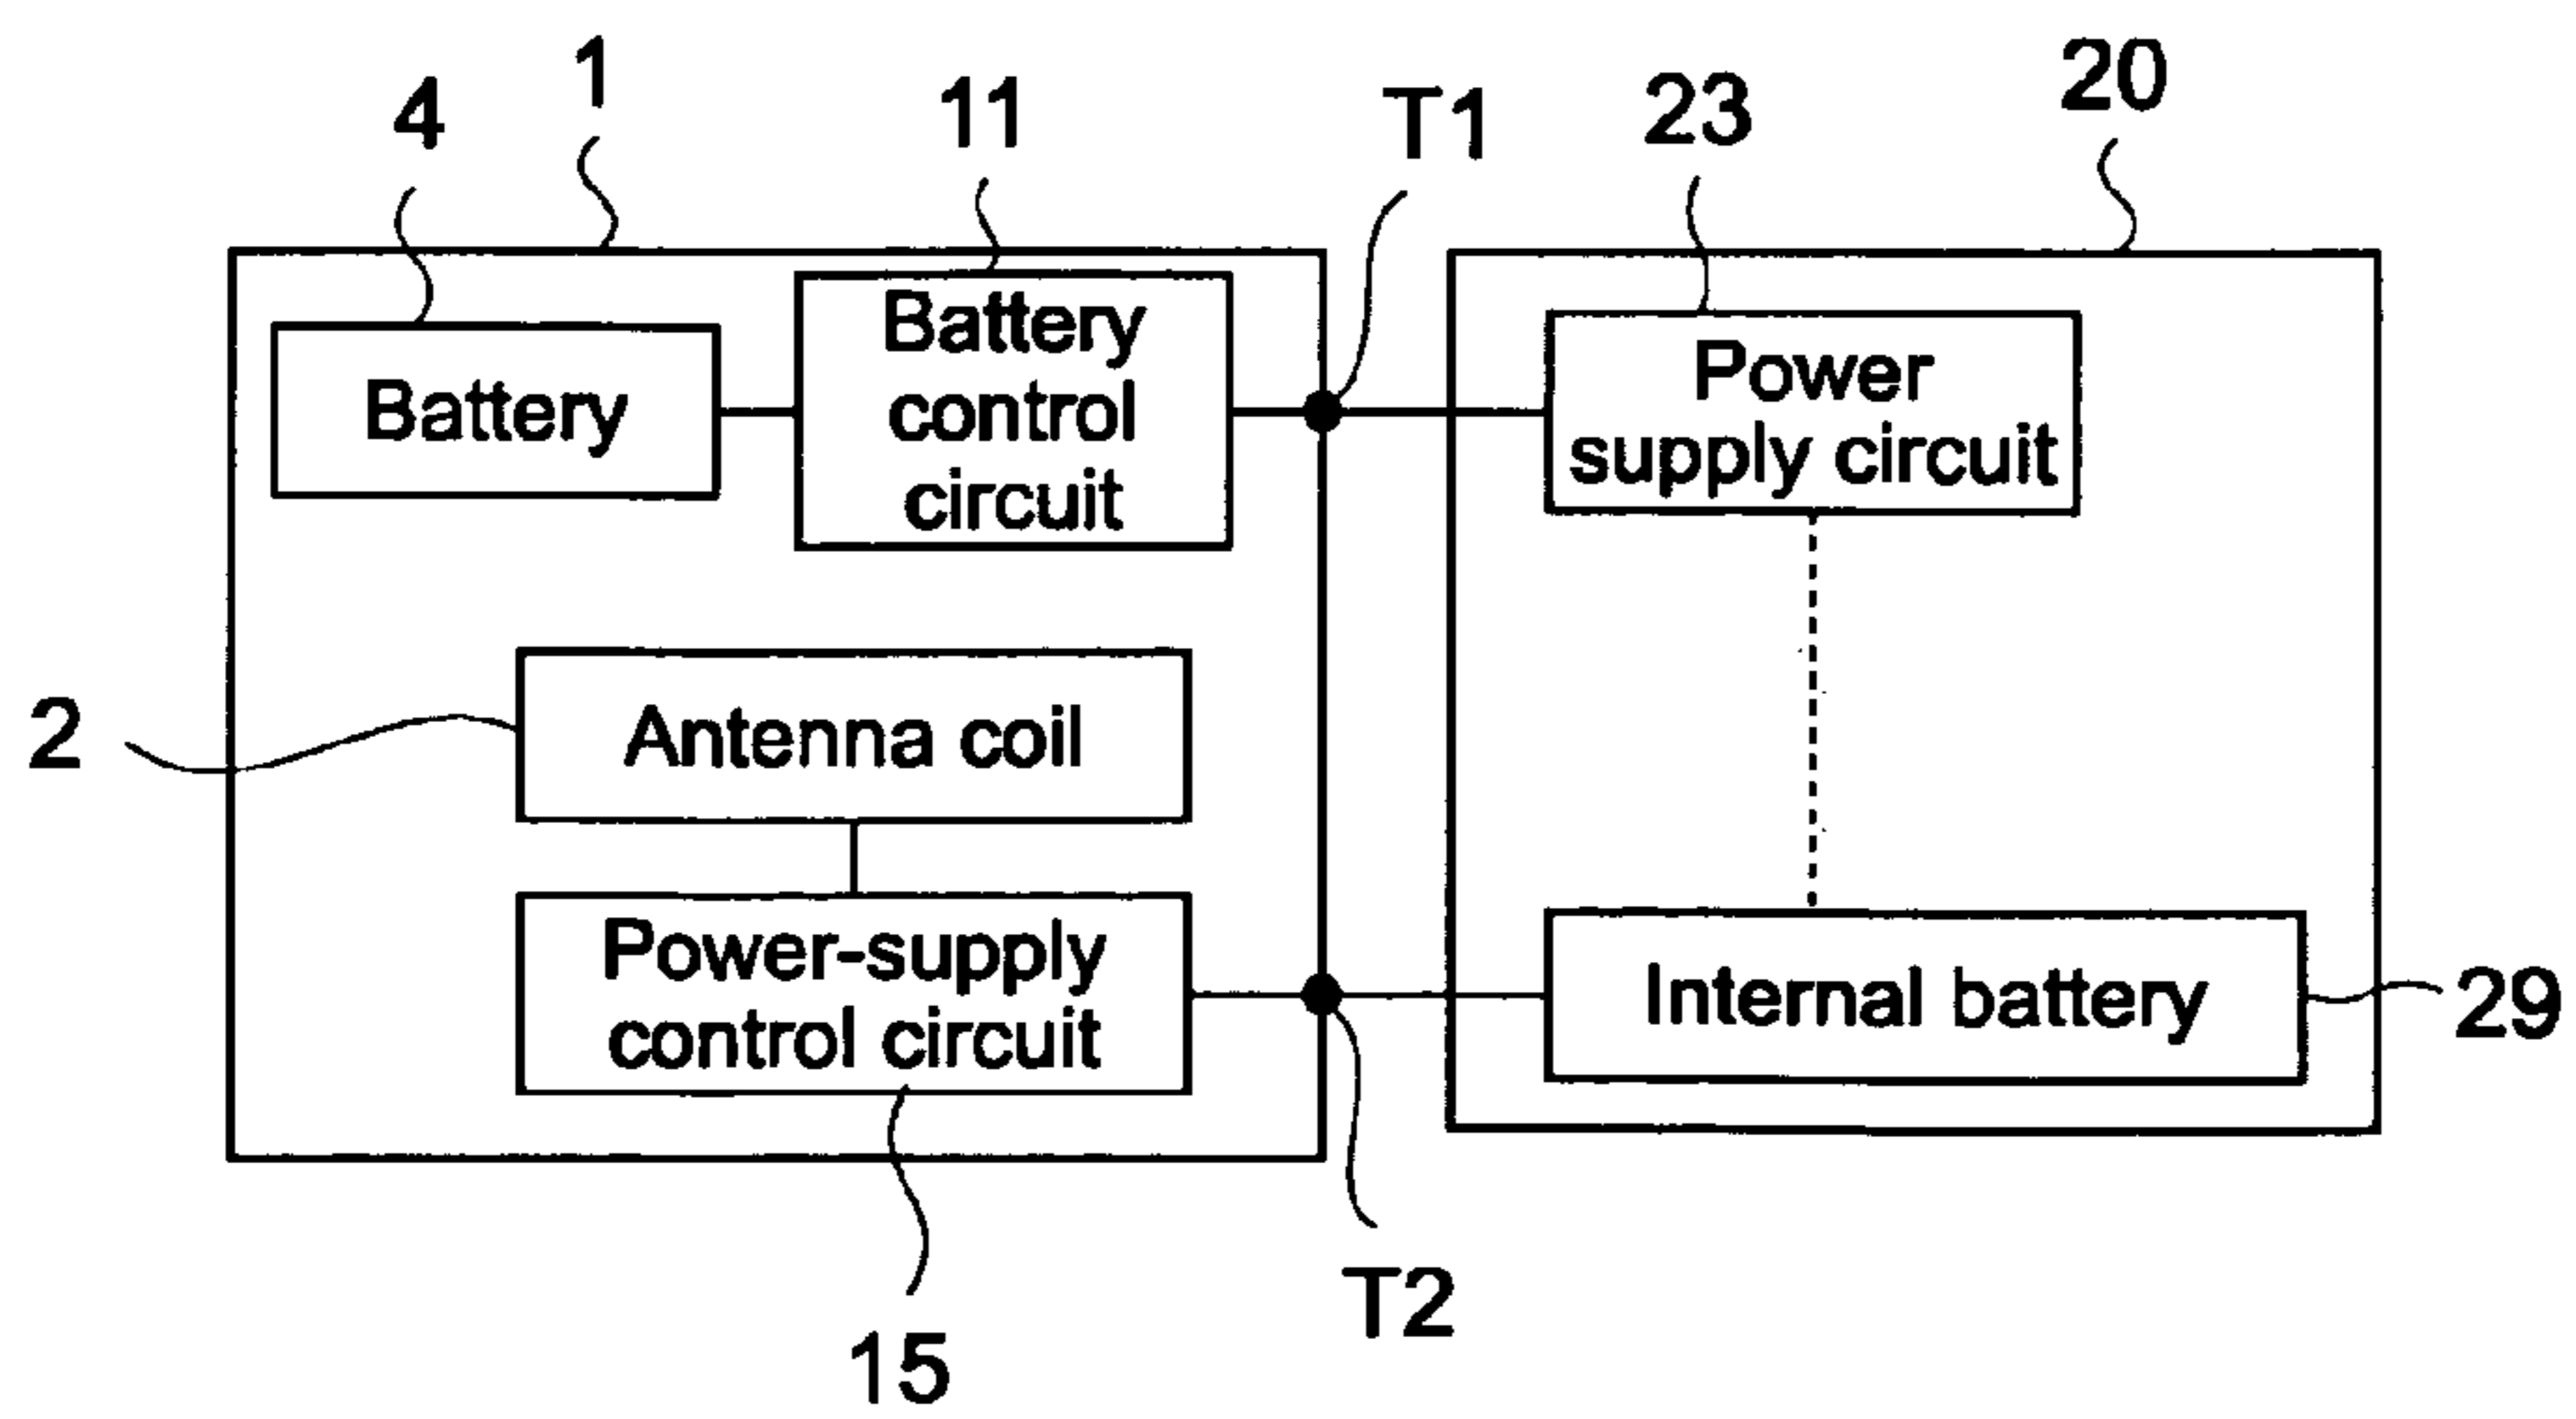 1
4
11
T1
23
20
Battery
Battery
control
circuit
Power
supply circuit
2
Antenna coil
Power-supply
control circuit
Internal battery
29
15
T2